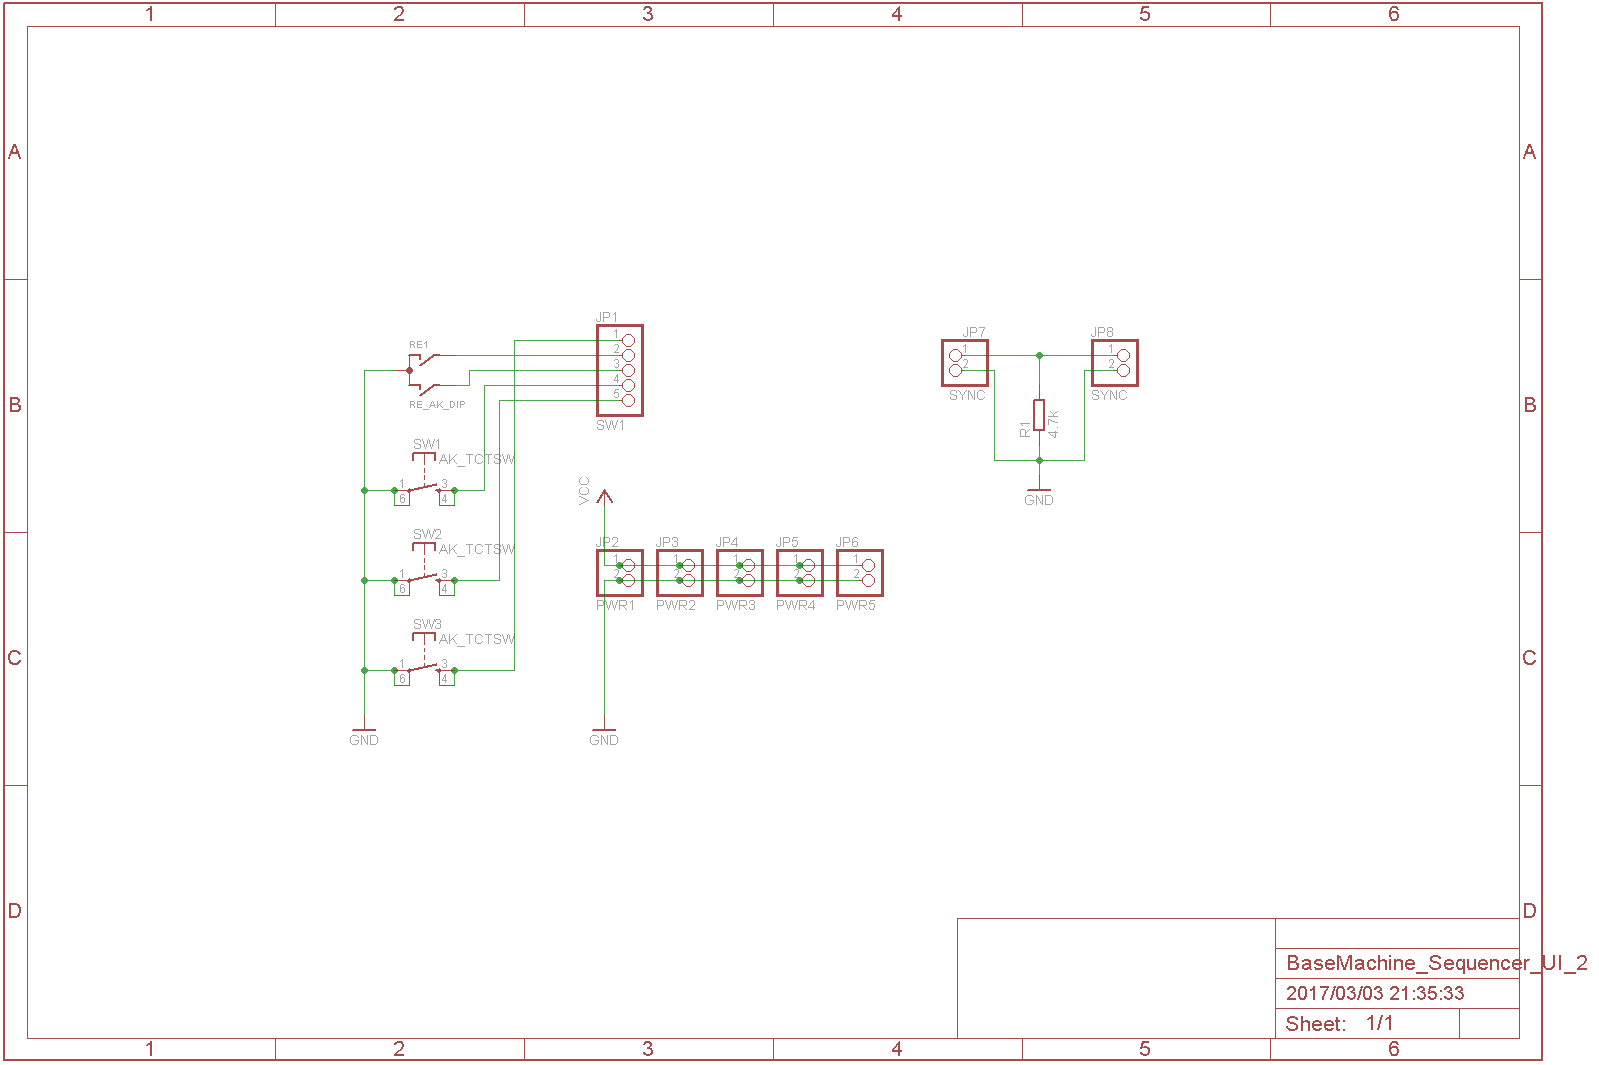 1 2 3 4 5 6
A A
B B
C C
D D
JP1
1
2
3
4
5
SW1
RE1
RE_AK_DIP
SW1
AK_TCTSW
1 3
6 4
SW2
AK_TCTSW
1 3
6 4
SW3
AK_TCTSW
1 3
6 4
GND
VCC
JP2 JP3 JP4 JP5 JP6
1 1 1 1 1
2 2 2 2 2
PWR1 PWR2 PWR3 PWR4 PWR5
GND
JP7 JP8
1 1
2 2
SYNC SYNC
R1
4.7k
GND
BaseMachine_Sequencer_UI_2
2017/03/03 21:35:33
Sheet: 1/1
1 2 3 4 5 6